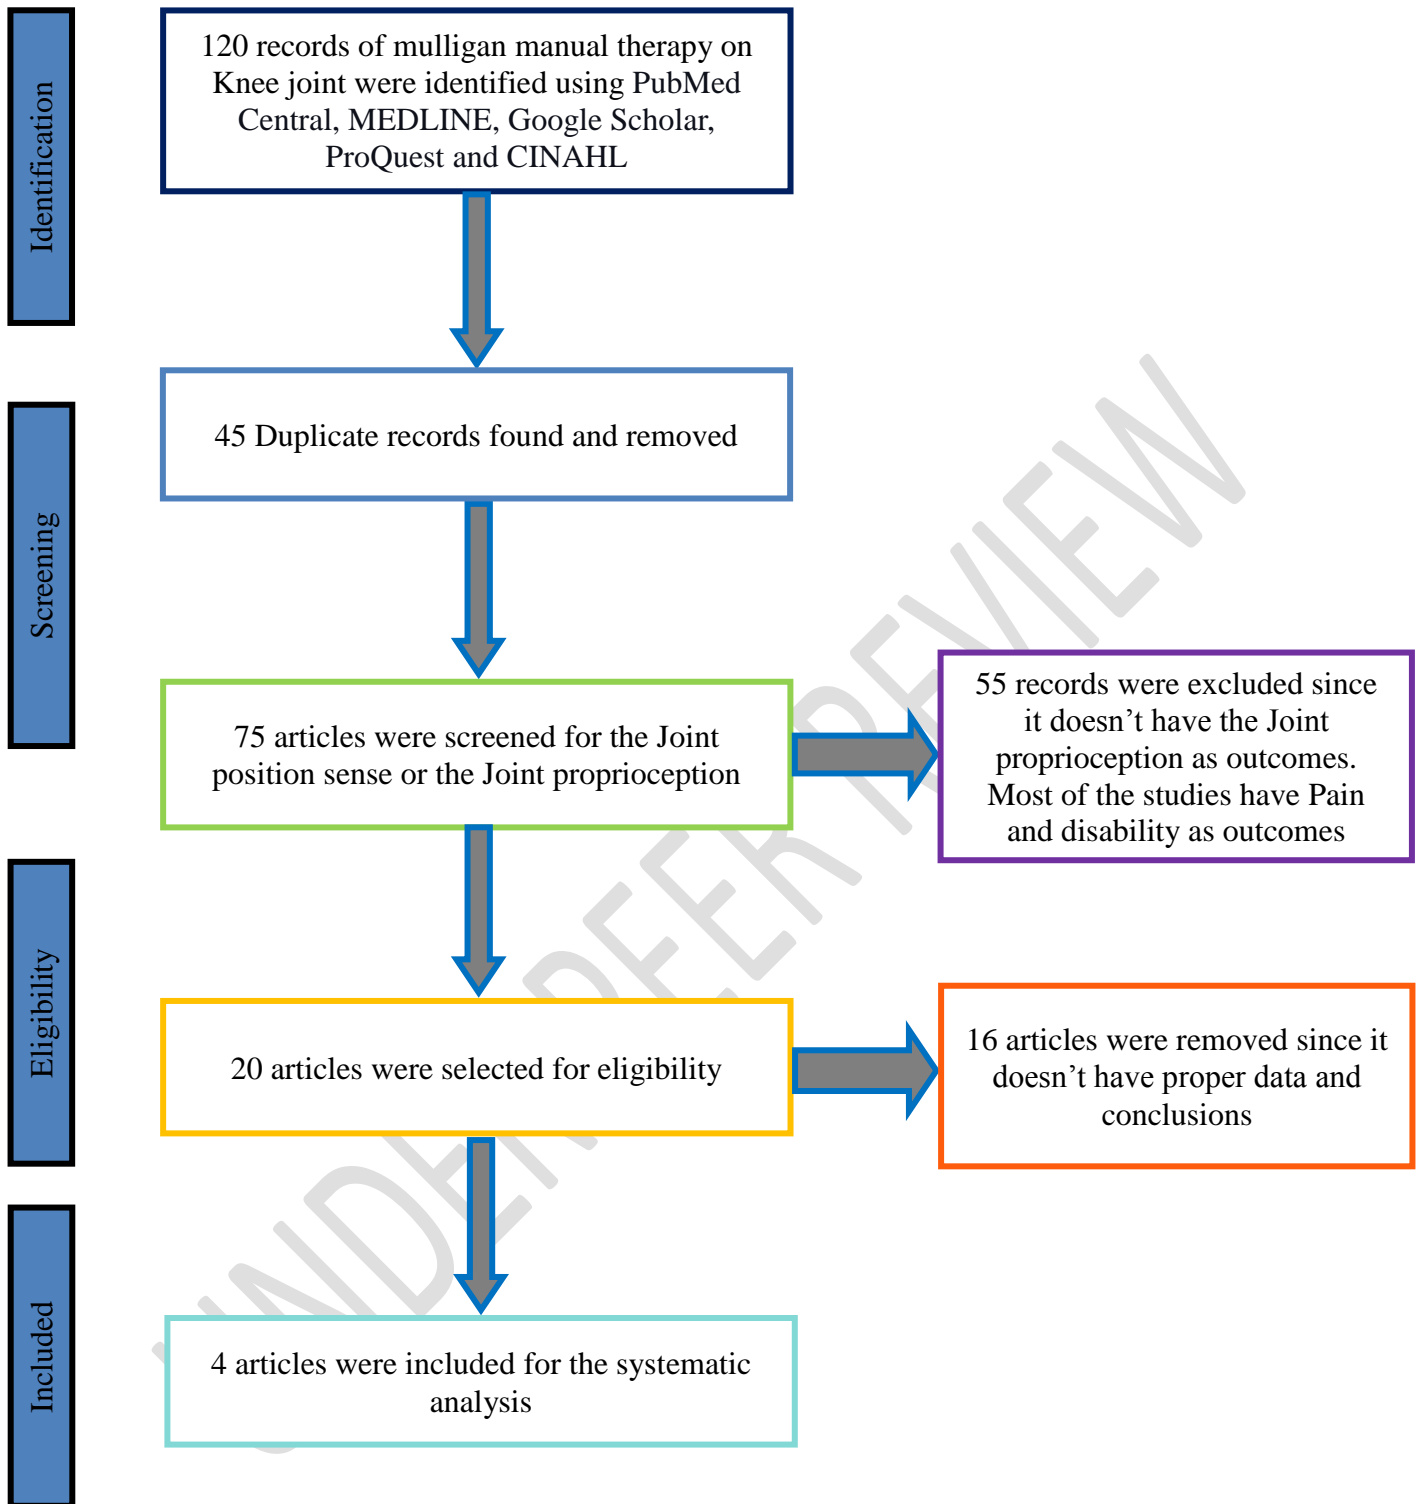 Identification
120 records of mulligan manual therapy on
Knee joint were identified using PubMed
Central, MEDLINE, Google Scholar,
ProQuest and CINAHL
Screening
45 Duplicate records found and removed
75 articles were screened for the Joint
position sense or the Joint proprioception
55 records were excluded since
it doesn’t have the Joint
proprioception as outcomes.
Most of the studies have Pain
and disability as outcomes
Eligibility
20 articles were selected for eligibility
16 articles were removed since it
doesn’t have proper data and
conclusions
Included
4 articles were included for the systematic
analysis
UNDER PEER REVIEW